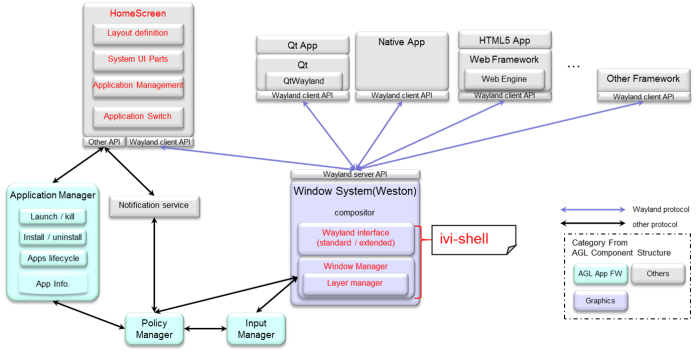 HomeScreen
Layout definition
System UI Parts
Application Management
Application Switch
Other API
Wayland client API
Qt App
Qt
QtWayland
Wayland client API
Native App
Wayland client API
HTML5 App
Web Framework
Web Engine
Wayland client API
...
Other Framework
Wayland client API
Application Manager
Launch / kill
Install / uninstall
Apps lifecycle
App Info.
Notification service
Wayland server API
Window System(Weston)
compositor
Wayland interface
(standard / extended)
Window Manager
Layer manager
ivi-shell
Policy
Manager
Input
Manager
Wayland protocol
other protocol
Category From
AGL Component Structure
AGL App FW
Others
Graphics